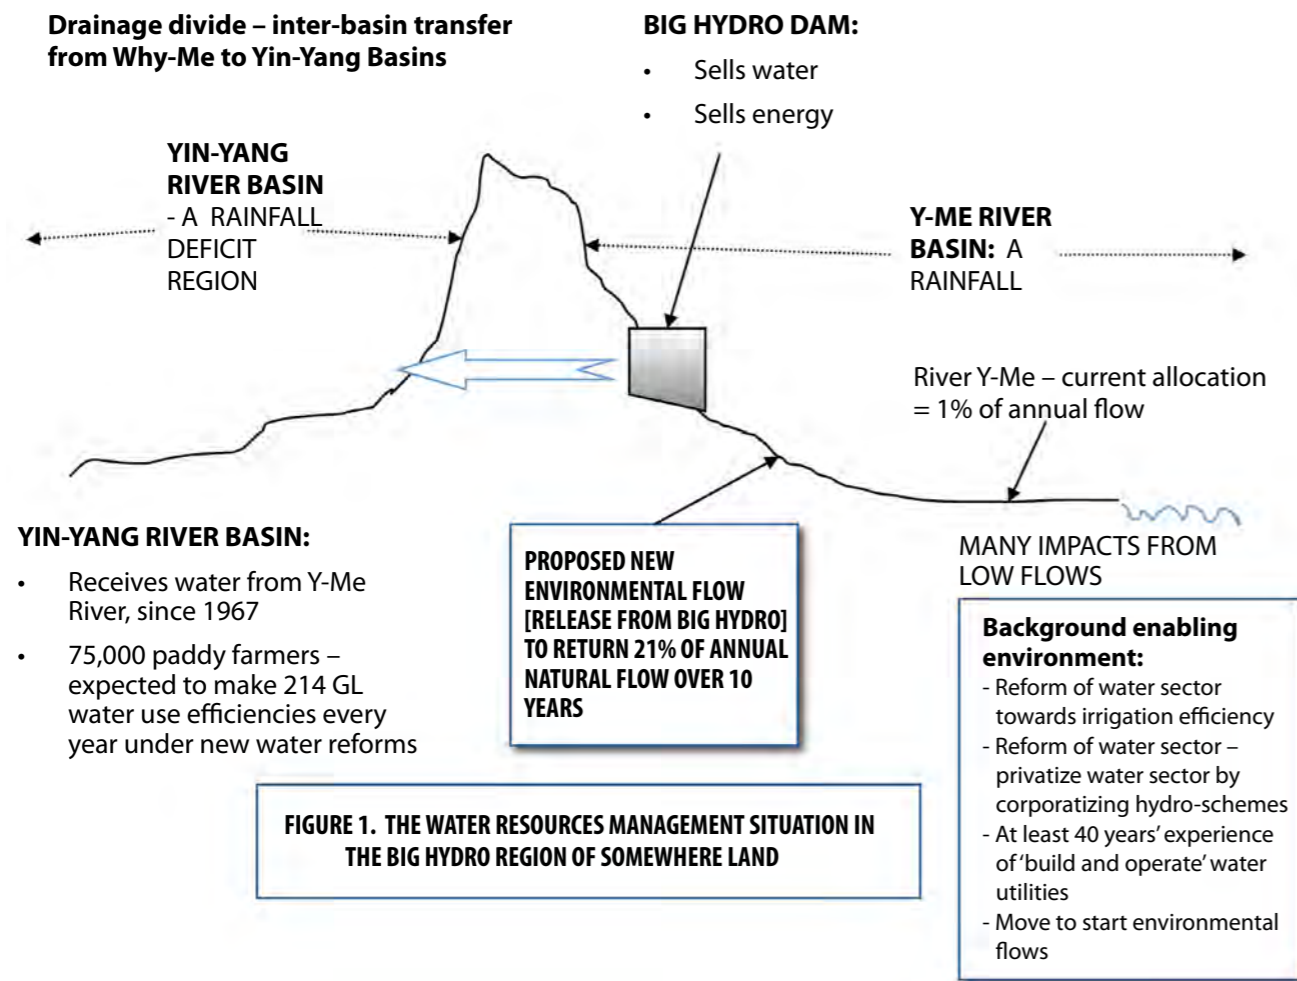 Drainage divide – inter-basin transfer
from Why-Me to Yin-Yang Basins
BIG HYDRO DAM:
• Sells water
• Sells energy
YIN-YANG
RIVER BASIN
- A RAINFALL
DEFICIT
REGION
Y-ME RIVER
BASIN: A
RAINFALL
River Y-Me – current allocation
= 1% of annual flow
YIN-YANG RIVER BASIN:
• Receives water from Y-Me
River, since 1967
• 75,000 paddy farmers –
expected to make 214 GL
water use efficiencies every
year under new water reforms
PROPOSED NEW
ENVIRONMENTAL FLOW
[RELEASE FROM BIG HYDRO]
TO RETURN 21% OF ANNUAL
NATURAL FLOW OVER 10
YEARS
MANY IMPACTS FROM
LOW FLOWS
Background enabling
environment:
- Reform of water sector
towards irrigation efficiency
- Reform of water sector –
privatize water sector by
corporatizing hydro-schemes
- At least 40 years’ experience
of ‘build and operate’ water
utilities
- Move to start environmental
flows
FIGURE 1. THE WATER RESOURCES MANAGEMENT SITUATION IN
THE BIG HYDRO REGION OF SOMEWHERE LAND